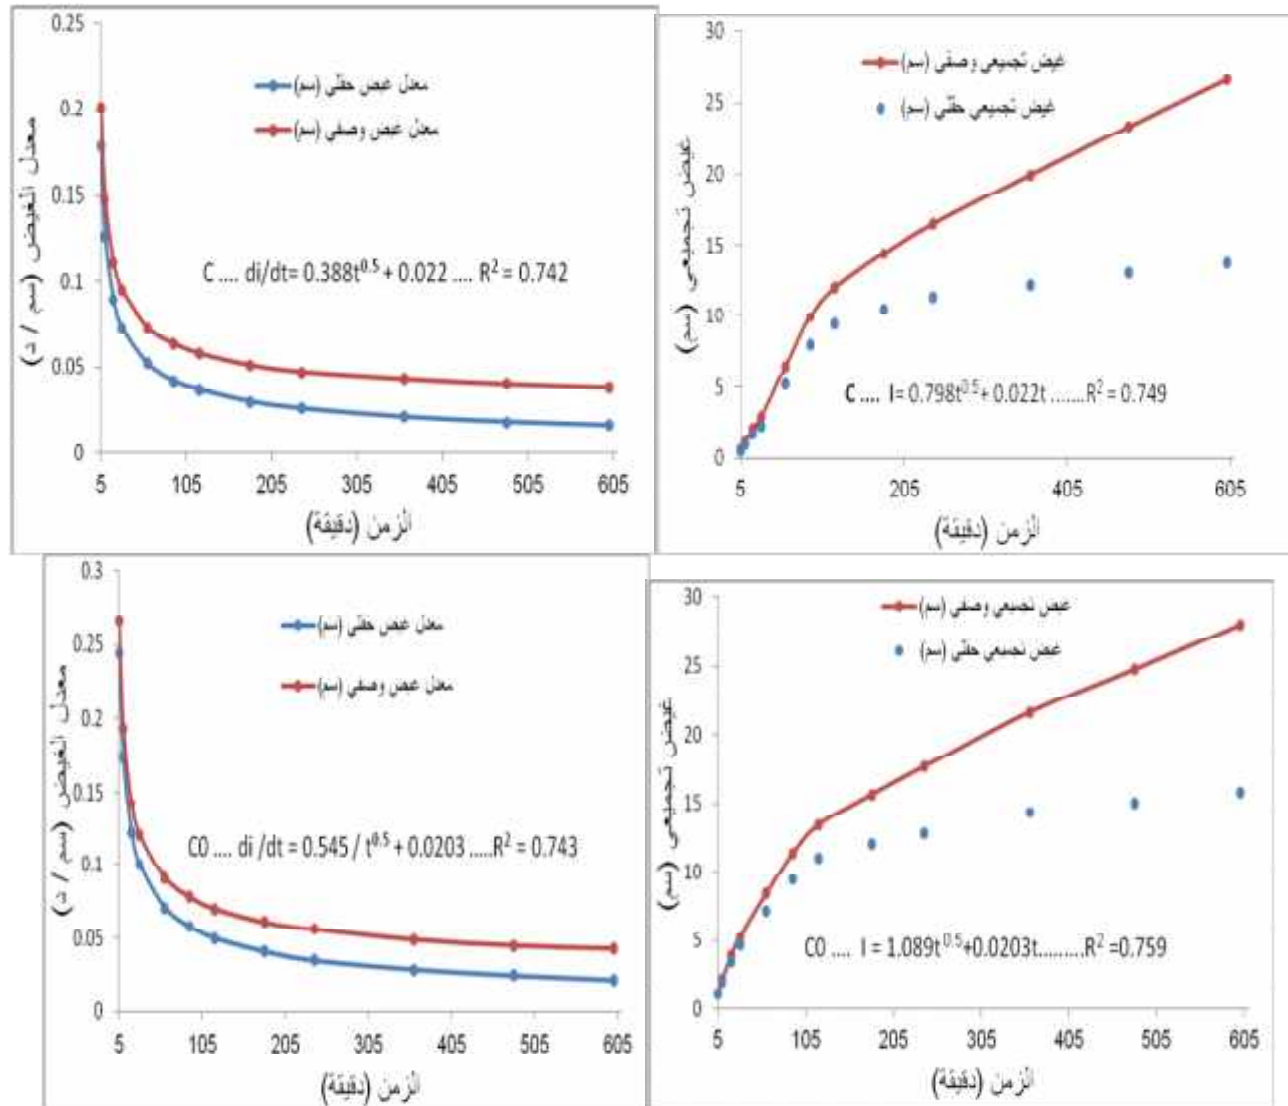 0.25
0.2
0.15
0.1
0.05
0
معدل الغيض (سم / د)
معدل غيض حقلي (سم)
معدل غيض وصفي (سم)
C .... di/dt= 0.388t^0.5 + 0.022 .... R² = 0.742
5 105 205 305 405 505 605
الزمن (دقيقة)
30
25
20
15
10
5
0
غيض تجميعي (سم)
غيض تجميعي وصفي (سم)
غيض تجميعي حقلي (سم)
C .... I= 0.798t^0.5+ 0.022t .......R² = 0.749
5 205 405 605
الزمن (دقيقة)
0.3
0.25
0.2
0.15
0.1
0.05
0
معدل الغيض (سم / د)
معدل غيض حقلي (سم)
معدل غيض وصفي (سم)
C0 .... di /dt = 0.545 / t^0.5 + 0.0203 .....R² = 0.743
5 105 205 305 405 505 605
الزمن (دقيقة)
30
25
20
15
10
5
0
غيض تجميعي (سم)
غيض تجميعي وصفي (سم)
غيض تجميعي حقلي (سم)
C0 .... I = 1.089t^0.5+0.0203t..........R² =0.759
5 105 205 305 405 505 605
الزمن (دقيقة)